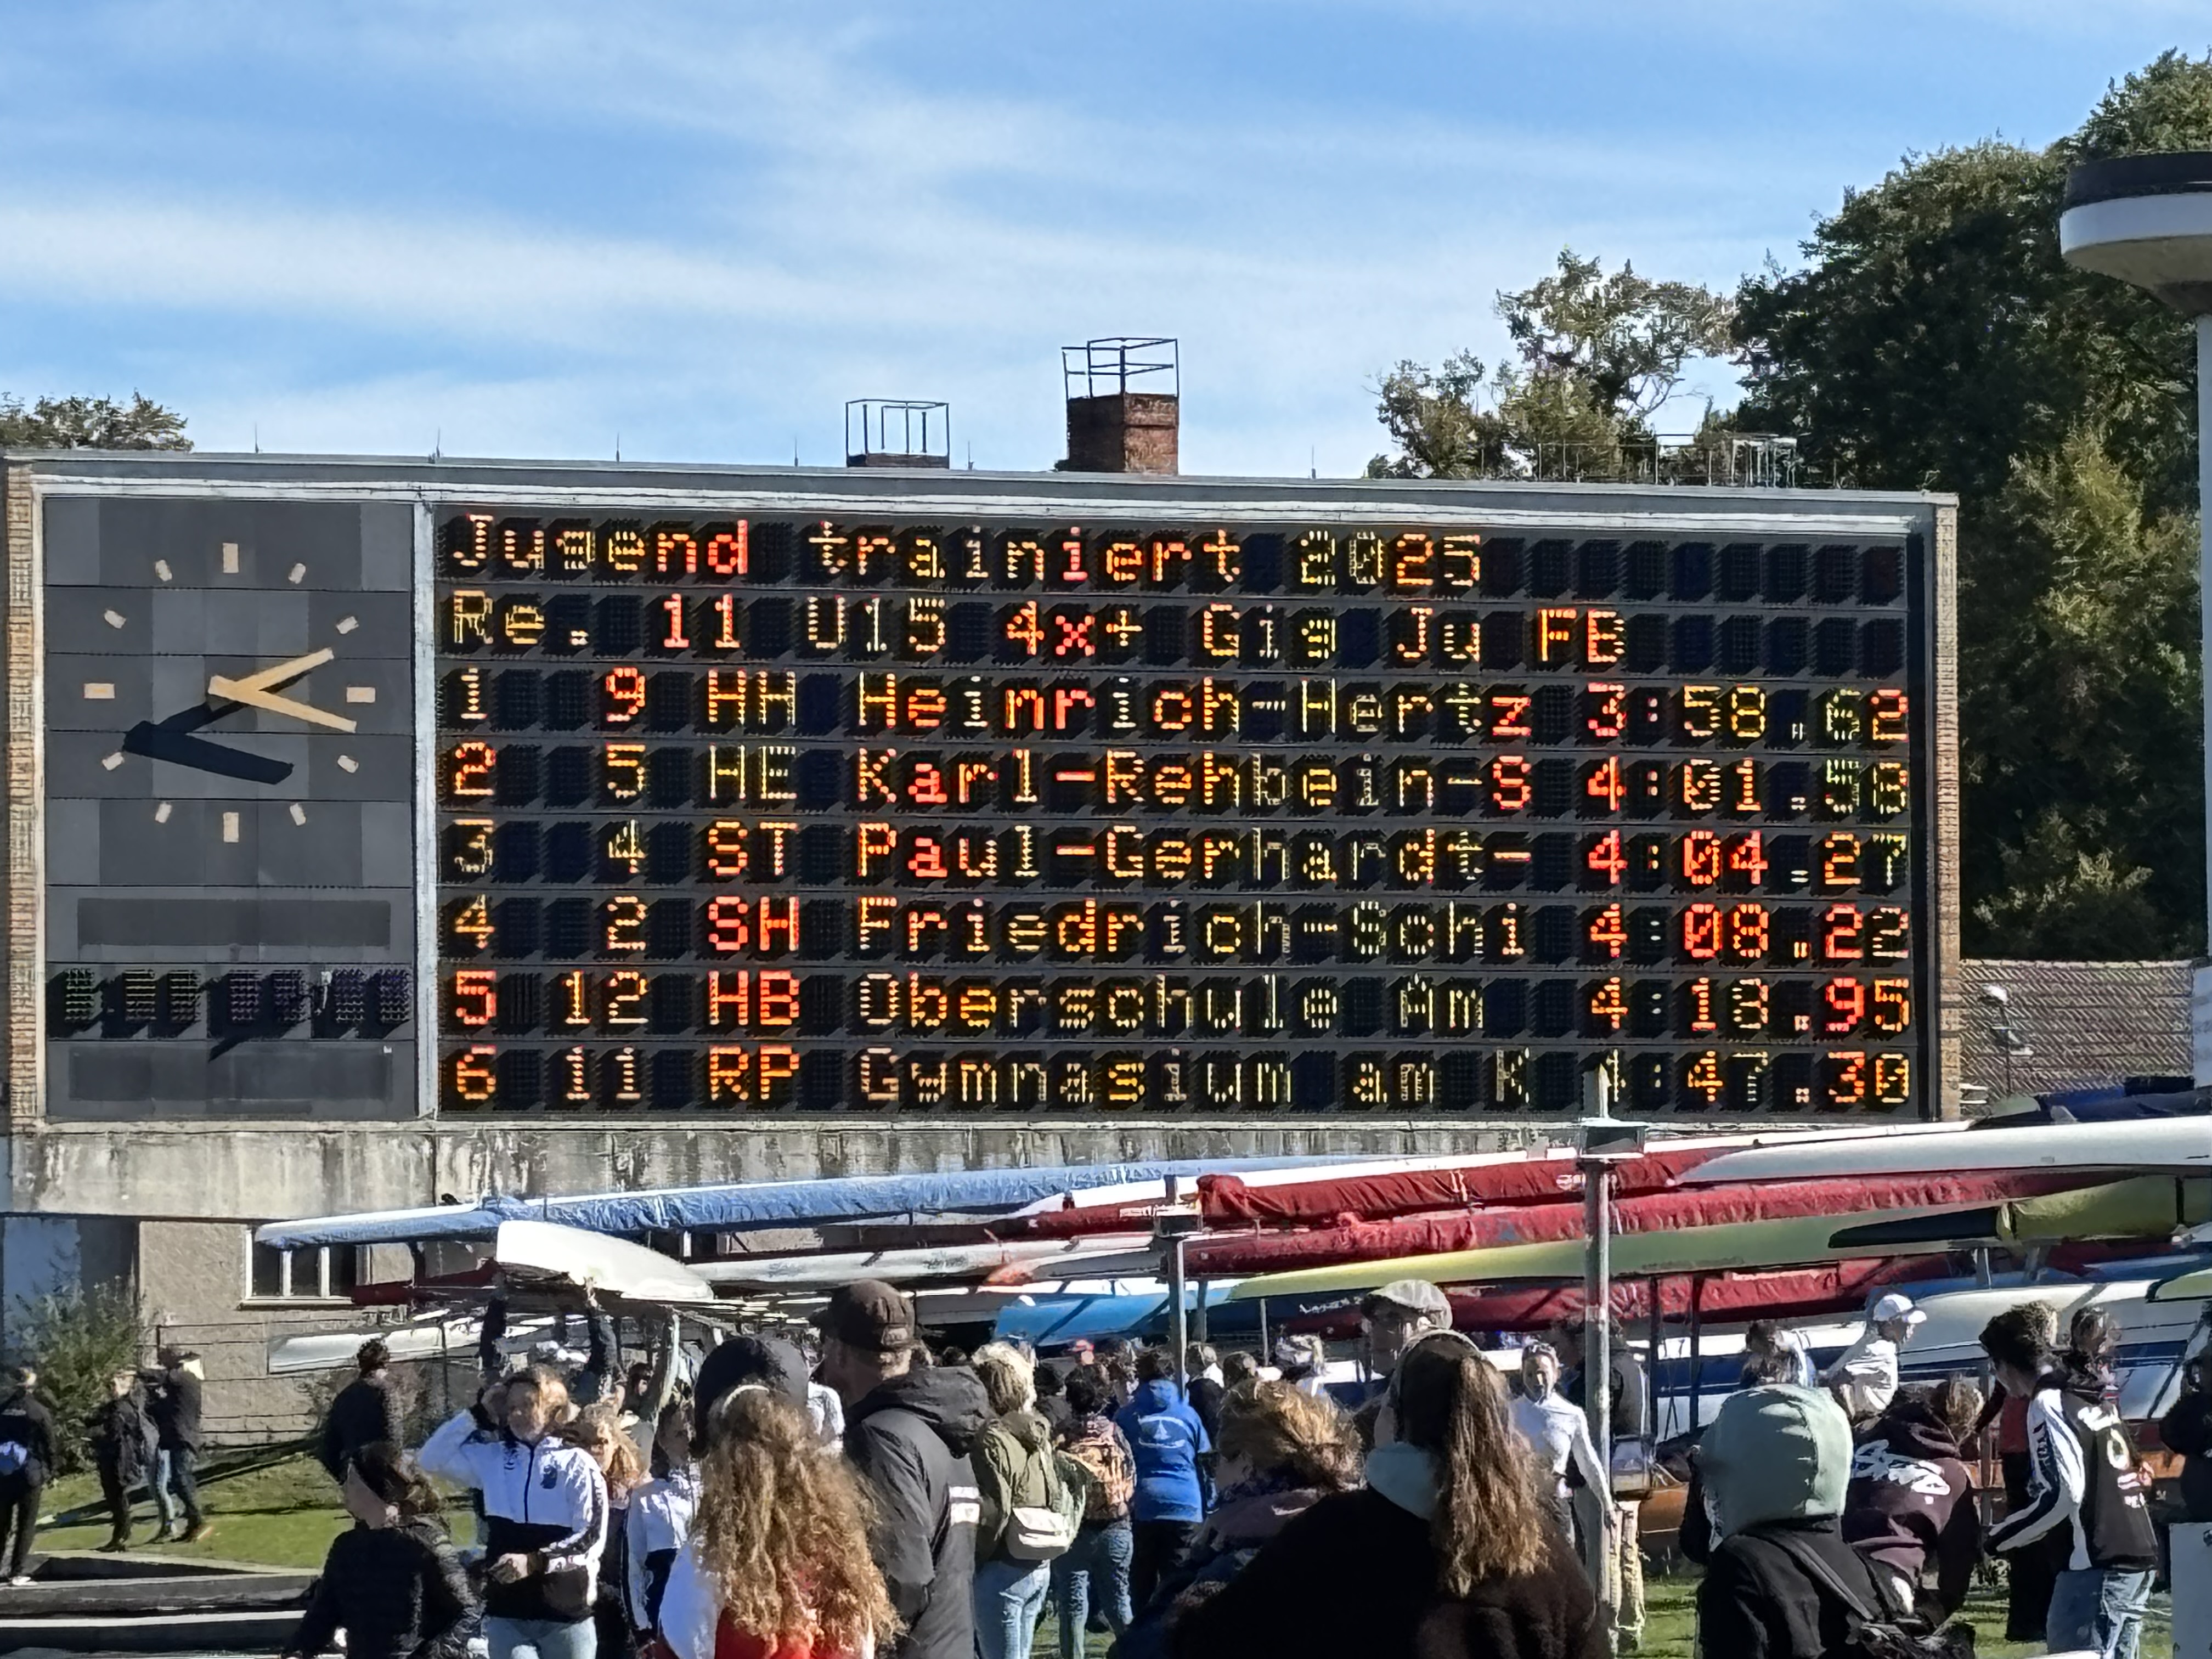 Jugend trainiert 2025
Re. 11 U15 4x+ Gig Ju FB
1 9 HH Heinrich-Hertz 3:58.62
2 5 HE Karl-Rehbein-S 4:01.58
3 4 ST Paul-Gerhardt- 4:04.27
4 2 SH Friedrich-Schi 4:08.22
5 12 HB Oberschule Am 4:18.95
6 11 RP Gymnasium am K 4:47.30